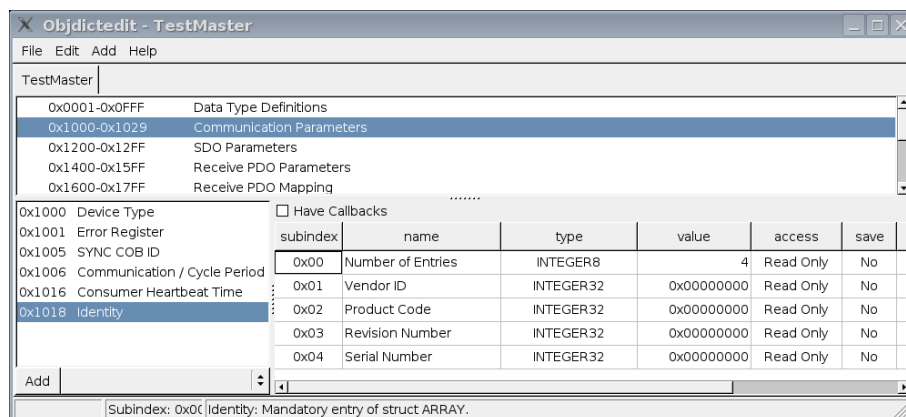 Objdictedit - TestMaster
File Edit Add Help
TestMaster
0x0001-0x0FFF Data Type Definitions
0x1000-0x1029 Communication Parameters
0x1200-0x12FF SDO Parameters
0x1400-0x15FF Receive PDO Parameters
0x1600-0x17FF Receive PDO Mapping
0x1000 Device Type
0x1001 Error Register
0x1005 SYNC COB ID
0x1006 Communication / Cycle Period
0x1016 Consumer Heartbeat Time
0x1018 Identity
Add
Have Callbacks
subindex name type value access save
0x00 Number of Entries INTEGER8 4 Read Only No
0x01 Vendor ID INTEGER32 0x00000000 Read Only No
0x02 Product Code INTEGER32 0x00000000 Read Only No
0x03 Revision Number INTEGER32 0x00000000 Read Only No
0x04 Serial Number INTEGER32 0x00000000 Read Only No
Subindex: 0x00 Identity: Mandatory entry of struct ARRAY.